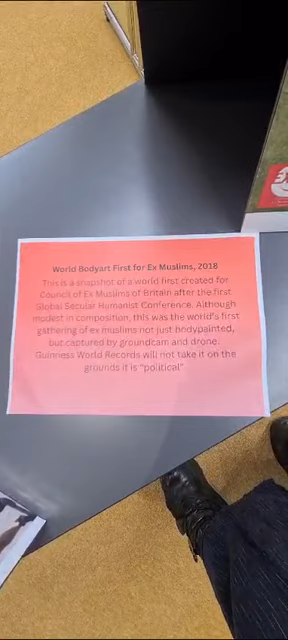 World Bodyart First for Ex Muslims, 2018
This is a snapshot of a world first created for
Council of Ex Muslims of Britain after the first
Global Secular Humanist Conference. Although
modest in composition, this was the world's first
gathering of ex muslims not just bodypainted,
but captured by groundcam and drone.
Guinness World Records will not take it on the
grounds it is "political"